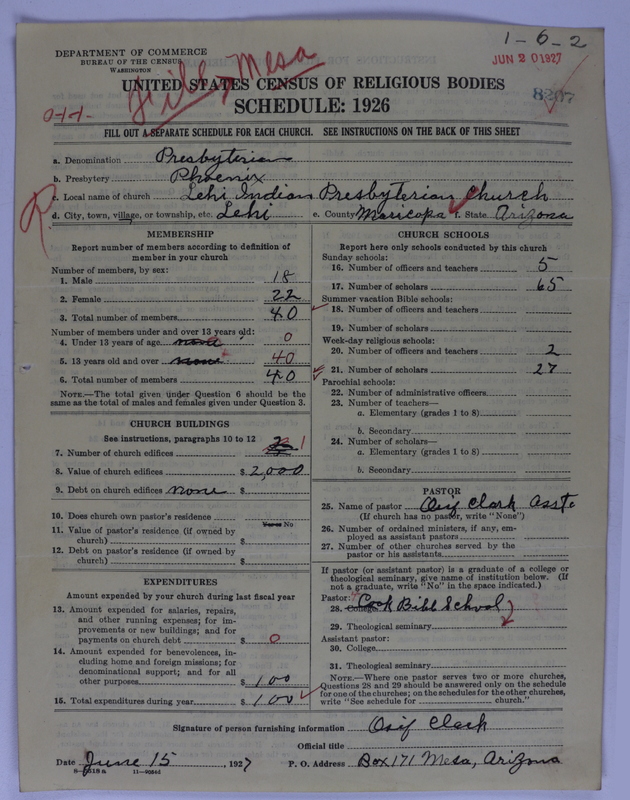 1-6-2
DEPARTMENT OF COMMERCE
BUREAU OF THE CENSUS
WASHINGTON
Hill Mesa
JUN 20 1927
UNITED STATES CENSUS OF RELIGIOUS BODIES
SCHEDULE: 1926
8207
FILL OUT A SEPARATE SCHEDULE FOR EACH CHURCH. SEE INSTRUCTIONS ON THE BACK OF THIS SHEET
a. Denomination Presbyterian
b. Presbytery Phoenix
c. Local name of church Lehi Indian Presbyterian Church
d. City, town, village, or township, etc. Lehi e. County Maricopa f. State Arizona
MEMBERSHIP
Report number of members according to definition of
member in your church
Number of members, by sex:
1. Male 18
2. Female 22
3. Total number of members 40
Number of members under and over 13 years old:
4. Under 13 years of age none 0
5. 13 years old and over none 40
6. Total number of members 40
NOTE.—The total given under Question 6 should be
the same as the total of males and females given under Question 3.
CHURCH BUILDINGS
See instructions, paragraphs 10 to 12
7. Number of church edifices 1
8. Value of church edifices $ 2,000
9. Debt on church edifices none $
10. Does church own pastor's residence Yes or No
11. Value of pastor's residence (if owned by
church) $
12. Debt on pastor's residence (if owned by
church) $
EXPENDITURES
Amount expended by your church during last fiscal year
13. Amount expended for salaries, repairs,
and other running expenses; for im-
provements or new buildings; and for
payments on church debt $ 0
14. Amount expended for benevolences, in-
cluding home and foreign missions; for
denominational support; and for all
other purposes $ 100
15. Total expenditures during year $ 100
CHURCH SCHOOLS
Report here only schools conducted by this church
Sunday schools:
16. Number of officers and teachers 5
17. Number of scholars 65
Summer vacation Bible schools:
18. Number of officers and teachers
19. Number of scholars
Week-day religious schools:
20. Number of officers and teachers 2
21. Number of scholars 27
Parochial schools:
22. Number of administrative officers
23. Number of teachers—
a. Elementary (grades 1 to 8)
b. Secondary
24. Number of scholars—
a. Elementary (grades 1 to 8)
b. Secondary
PASTOR
25. Name of pastor Osif Clark Asst
(If church has no pastor, write "None")
26. Number of ordained ministers, if any, em-
ployed as assistant pastors
27. Number of other churches served by the
pastor or his assistants
If pastor (or assistant pastor) is a graduate of a college or
theological seminary, give name of institution below. (If
not a graduate, write "No" in the space indicated.)
Pastor:
28. College Cook Bibl School
29. Theological seminary
Assistant pastor:
30. College
31. Theological seminary
NOTE.—Where one pastor serves two or more churches,
Questions 28 and 29 should be answered only on the schedule
for one of the churches; on the schedules for the other churches,
write "See schedule for church."
Signature of person furnishing information Osif Clark
Official title
Date June 15, 1927 P. O. Address Box 171 Mesa, Arizona